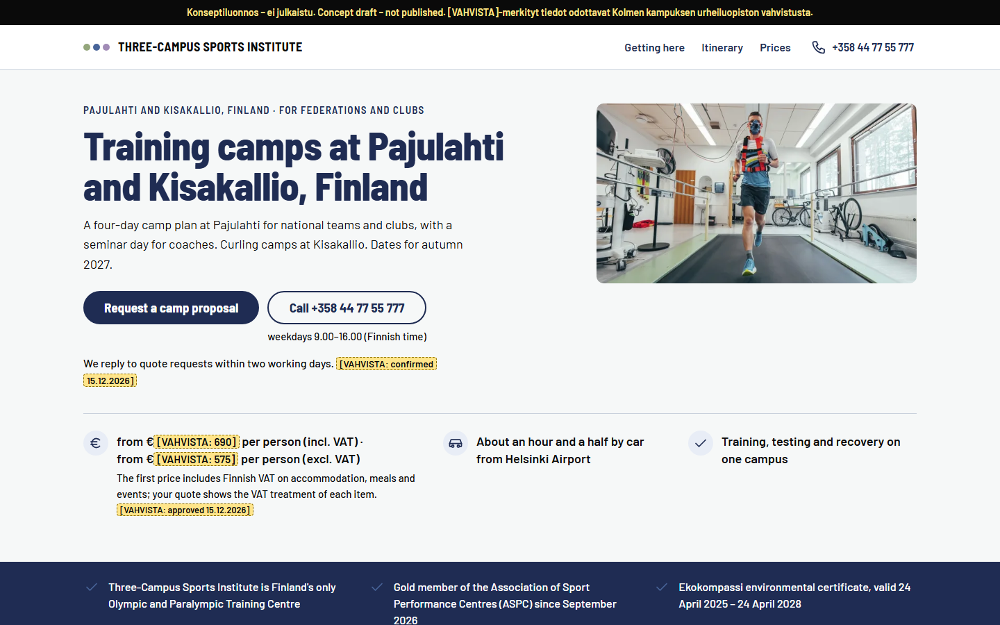 Konseptiluonnos – ei julkaistu. Concept draft – not published. [VAHVISTA]-merkityt tiedot odottavat Kolmen kampuksen urheiluopiston vahvistusta.
THREE-CAMPUS SPORTS INSTITUTE
Getting here
Itinerary
Prices
+358 44 77 55 777
PAJULAHTI AND KISAKALLIO, FINLAND · FOR FEDERATIONS AND CLUBS
Training camps at Pajulahti
and Kisakallio, Finland
A four-day camp plan at Pajulahti for national teams and clubs, with a
seminar day for coaches. Curling camps at Kisakallio. Dates for autumn
2027.
Request a camp proposal
Call +358 44 77 55 777
weekdays 9.00–16.00 (Finnish time)
We reply to quote requests within two working days. [VAHVISTA: confirmed
15.12.2026]
from €[VAHVISTA: 690] per person (incl. VAT) ·
from €[VAHVISTA: 575] per person (excl. VAT)
The first price includes Finnish VAT on accommodation, meals and
events; your quote shows the VAT treatment of each item.
[VAHVISTA: approved 15.12.2026]
About an hour and a half by car
from Helsinki Airport
Training, testing and recovery on
one campus
Three-Campus Sports Institute is Finland's only
Olympic and Paralympic Training Centre
Gold member of the Association of Sport
Performance Centres (ASPC) since September
2026
Ekokompassi environmental certificate, valid 24
April 2025 – 24 April 2028